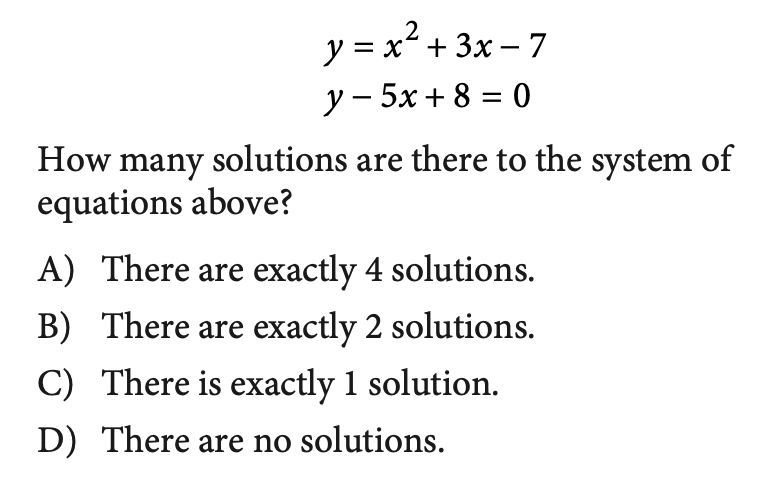 y = x² + 3x – 7
y – 5x + 8 = 0
How many solutions are there to the system of
equations above?
A) There are exactly 4 solutions.
B) There are exactly 2 solutions.
C) There is exactly 1 solution.
D) There are no solutions.